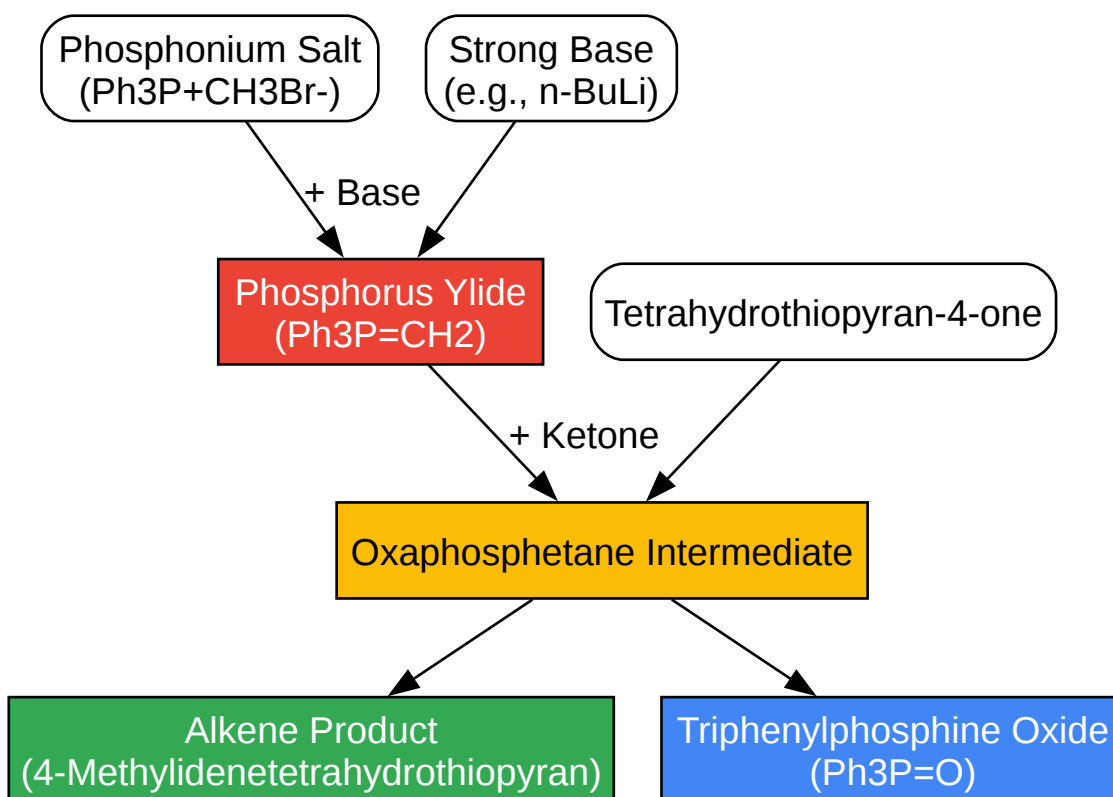 Phosphonium Salt
(Ph3P+CH3Br-)
Strong Base
(e.g., n-BuLi)
+ Base
Phosphorus Ylide
(Ph3P=CH2)
Tetrahydrothiopyran-4-one
+ Ketone
Oxaphosphetane Intermediate
Alkene Product
(4-Methylidenetetrahydrothiopyran)
Triphenylphosphine Oxide
(Ph3P=O)